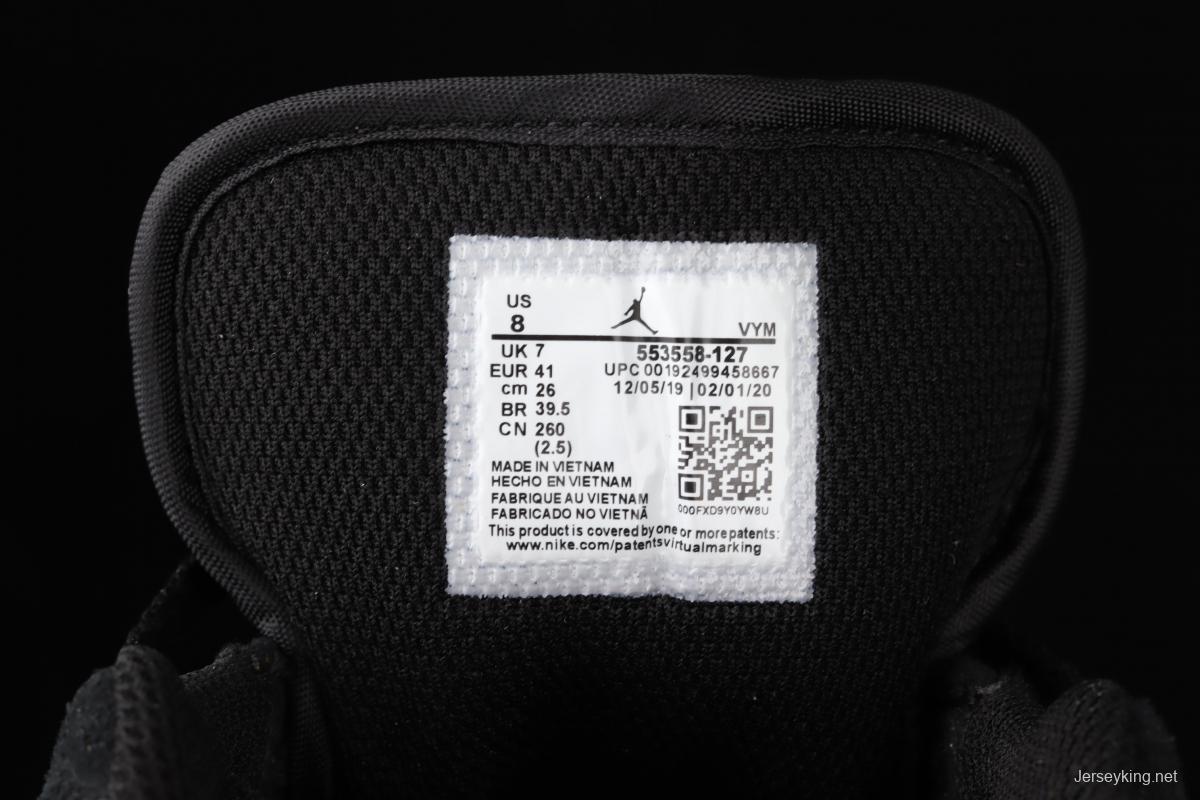 US
8
VYM
UK 7
553558-127
EUR 41
UPC 00192499458667
cm 26
12/05/19 | 02/01/20
BR 39.5
CN 260
(2.5)
MADE IN VIETNAM
HECHO EN VIETNAM
FABRIQUE AU VIETNAM
FABRICADO NO VIETNÃ
000FXD9Y0YW8U
This product is covered by one or more patents:
www.nike.com/patentsvirtualmarking
Jerseyking.net